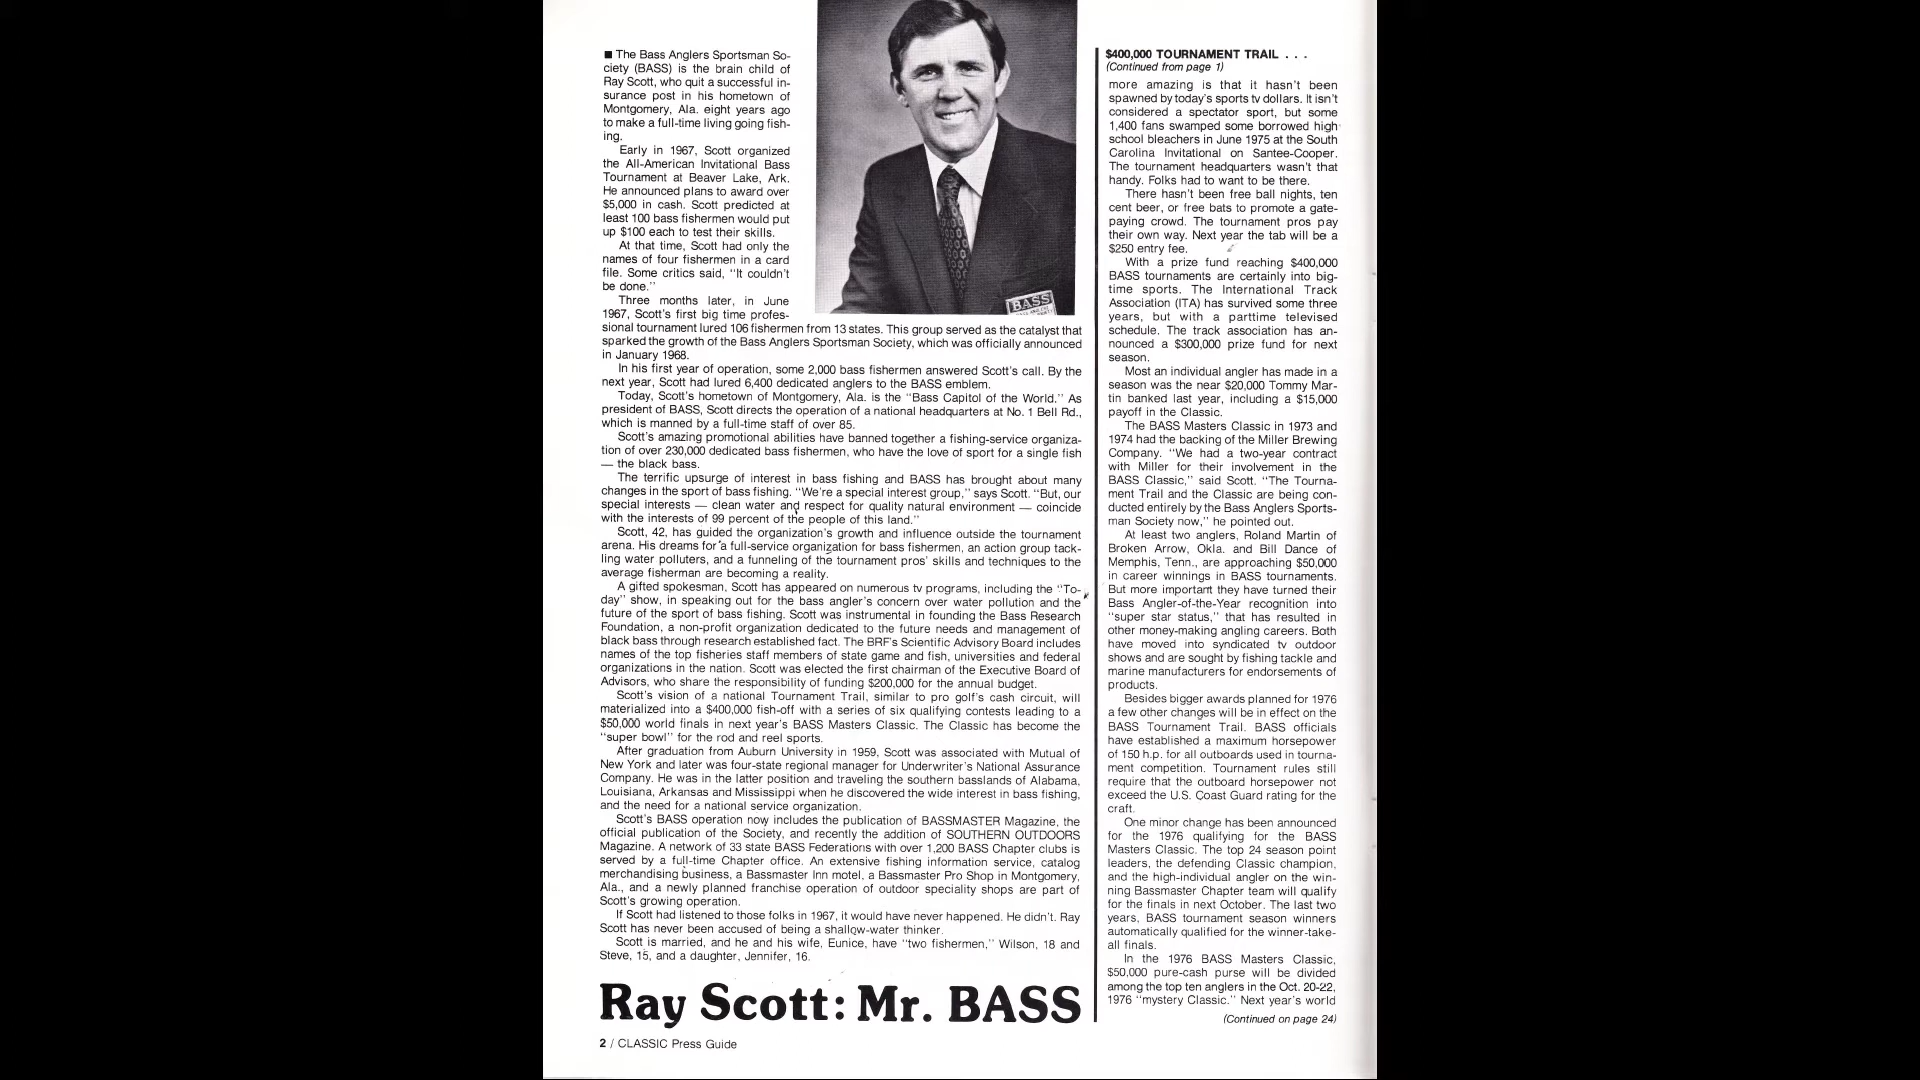 ■ The Bass Anglers Sportsman So-
ciety (BASS) is the brain child of
Ray Scott, who quit a successful in-
surance post in his hometown of
Montgomery, Ala. eight years ago
to make a full-time living going fish-
ing.
Early in 1967, Scott organized
the All-American Invitational Bass
Tournament at Beaver Lake, Ark.
He announced plans to award over
$5,000 in cash. Scott predicted at
least 100 bass fishermen would put
up $100 each to test their skills.
At that time, Scott had only the
names of four fishermen in a card
file. Some critics said, "It couldn't
be done."
Three months later, in June
1967, Scott's first big time profes-
sional tournament lured 106 fishermen from 13 states. This group served as the catalyst that
sparked the growth of the Bass Anglers Sportsman Society, which was officially announced
in January 1968.
In his first year of operation, some 2,000 bass fishermen answered Scott's call. By the
next year, Scott had lured 6,400 dedicated anglers to the BASS emblem.
Today, Scott's hometown of Montgomery, Ala. is the "Bass Capitol of the World." As
president of BASS, Scott directs the operation of a national headquarters at No. 1 Bell Rd.,
which is manned by a full-time staff of over 85.
Scott's amazing promotional abilities have banned together a fishing-service organiza-
tion of over 230,000 dedicated bass fishermen, who have the love of sport for a single fish
— the black bass.
The terrific upsurge of interest in bass fishing and BASS has brought about many
changes in the sport of bass fishing. "We're a special interest group," says Scott. "But, our
special interests — clean water and respect for quality natural environment — coincide
with the interests of 99 percent of the people of this land."
Scott, 42, has guided the organization's growth and influence outside the tournament
arena. His dreams for a full-service organization for bass fishermen, an action group tack-
ling water polluters, and a funneling of the tournament pros' skills and techniques to the
average fisherman are becoming a reality.
A gifted spokesman, Scott has appeared on numerous tv programs, including the "To-
day" show, in speaking out for the bass angler's concern over water pollution and the
future of the sport of bass fishing. Scott was instrumental in founding the Bass Research
Foundation, a non-profit organization dedicated to the future needs and management of
black bass through research established fact. The BRF's Scientific Advisory Board includes
names of the top fisheries staff members of state game and fish, universities and federal
organizations in the nation. Scott was elected the first chairman of the Executive Board of
Advisors, who share the responsibility of funding $200,000 for the annual budget.
Scott's vision of a national Tournament Trail, similar to pro golf's cash circuit, will
materialized into a $400,000 fish-off with a series of six qualifying contests leading to a
$50,000 world finals in next year's BASS Masters Classic. The Classic has become the
"super bowl" for the rod and reel sports.
After graduation from Auburn University in 1959, Scott was associated with Mutual of
New York and later was four-state regional manager for Underwriter's National Assurance
Company. He was in the latter position and traveling the southern basslands of Alabama,
Louisiana, Arkansas and Mississippi when he discovered the wide interest in bass fishing,
and the need for a national service organization.
Scott's BASS operation now includes the publication of BASSMASTER Magazine, the
official publication of the Society, and recently the addition of SOUTHERN OUTDOORS
Magazine. A network of 33 state BASS Federations with over 1,200 BASS Chapter clubs is
served by a full-time Chapter office. An extensive fishing information service, catalog
merchandising business, a Bassmaster Inn motel, a Bassmaster Pro Shop in Montgomery,
Ala., and a newly planned franchise operation of outdoor speciality shops are part of
Scott's growing operation.
If Scott had listened to those folks in 1967, it would have never happened. He didn't. Ray
Scott has never been accused of being a shallow-water thinker.
Scott is married, and he and his wife, Eunice, have "two fishermen," Wilson, 18 and
Steve, 15, and a daughter, Jennifer, 16.
Ray Scott: Mr. BASS
2 / CLASSIC Press Guide
BASS
$400,000 TOURNAMENT TRAIL . . .
(Continued from page 1)
more amazing is that it hasn't been
spawned by today's sports tv dollars. It isn't
considered a spectator sport, but some
1,400 fans swamped some borrowed high
school bleachers in June 1975 at the South
Carolina Invitational on Santee-Cooper.
The tournament headquarters wasn't that
handy. Folks had to want to be there.
There hasn't been free ball nights, ten
cent beer, or free bats to promote a gate-
paying crowd. The tournament pros pay
their own way. Next year the tab will be a
$250 entry fee.
With a prize fund reaching $400,000
BASS tournaments are certainly into big-
time sports. The International Track
Association (ITA) has survived some three
years, but with a parttime televised
schedule. The track association has an-
nounced a $300,000 prize fund for next
season.
Most an individual angler has made in a
season was the near $20,000 Tommy Mar-
tin banked last year, including a $15,000
payoff in the Classic.
The BASS Masters Classic in 1973 and
1974 had the backing of the Miller Brewing
Company. "We had a two-year contract
with Miller for their involvement in the
BASS Classic," said Scott. "The Tourna-
ment Trail and the Classic are being con-
ducted entirely by the Bass Anglers Sports-
man Society now," he pointed out.
At least two anglers, Roland Martin of
Broken Arrow, Okla. and Bill Dance of
Memphis, Tenn., are approaching $50,000
in career winnings in BASS tournaments.
But more important they have turned their
Bass Angler-of-the-Year recognition into
"super star status," that has resulted in
other money-making angling careers. Both
have moved into syndicated tv outdoor
shows and are sought by fishing tackle and
marine manufacturers for endorsements of
products.
Besides bigger awards planned for 1976
a few other changes will be in effect on the
BASS Tournament Trail. BASS officials
have established a maximum horsepower
of 150 h.p. for all outboards used in tourna-
ment competition. Tournament rules still
require that the outboard horsepower not
exceed the U.S. Coast Guard rating for the
craft.
One minor change has been announced
for the 1976 qualifying for the BASS
Masters Classic. The top 24 season point
leaders, the defending Classic champion,
and the high-individual angler on the win-
ning Bassmaster Chapter team will qualify
for the finals in next October. The last two
years, BASS tournament season winners
automatically qualified for the winner-take-
all finals.
In the 1976 BASS Masters Classic,
$50,000 pure-cash purse will be divided
among the top ten anglers in the Oct. 20-22,
1976 "mystery Classic." Next year's world
(Continued on page 24)